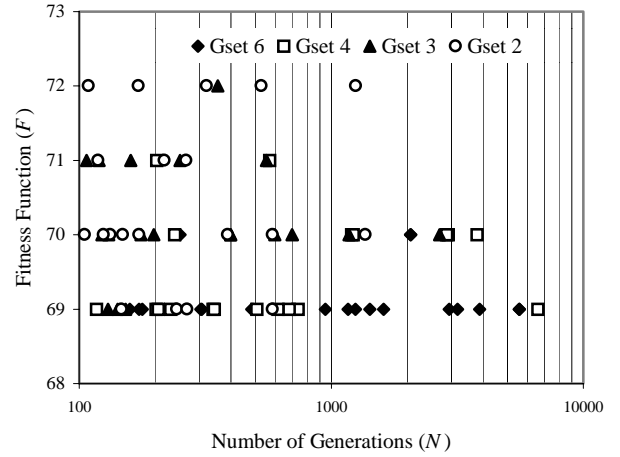 73
Gset 6 Gset 4 Gset 3 Gset 2
72
71
70
69
68
Fitness Function (F)
100 1000 10000
Number of Generations (N)